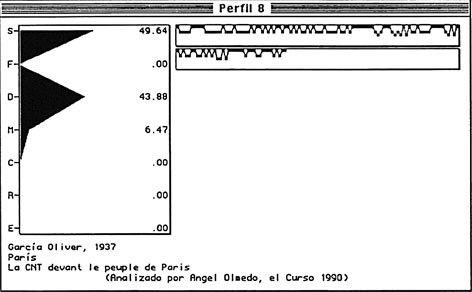 Perfil 8
S- 49.64
F- .00
D- 43.88
M- 6.47
C- .00
R- .00
E- .00
García Oliver, 1937
París
La CNT devant le peuple de Paris
(Analizado por Angel Olmedo, el Curso 1990)